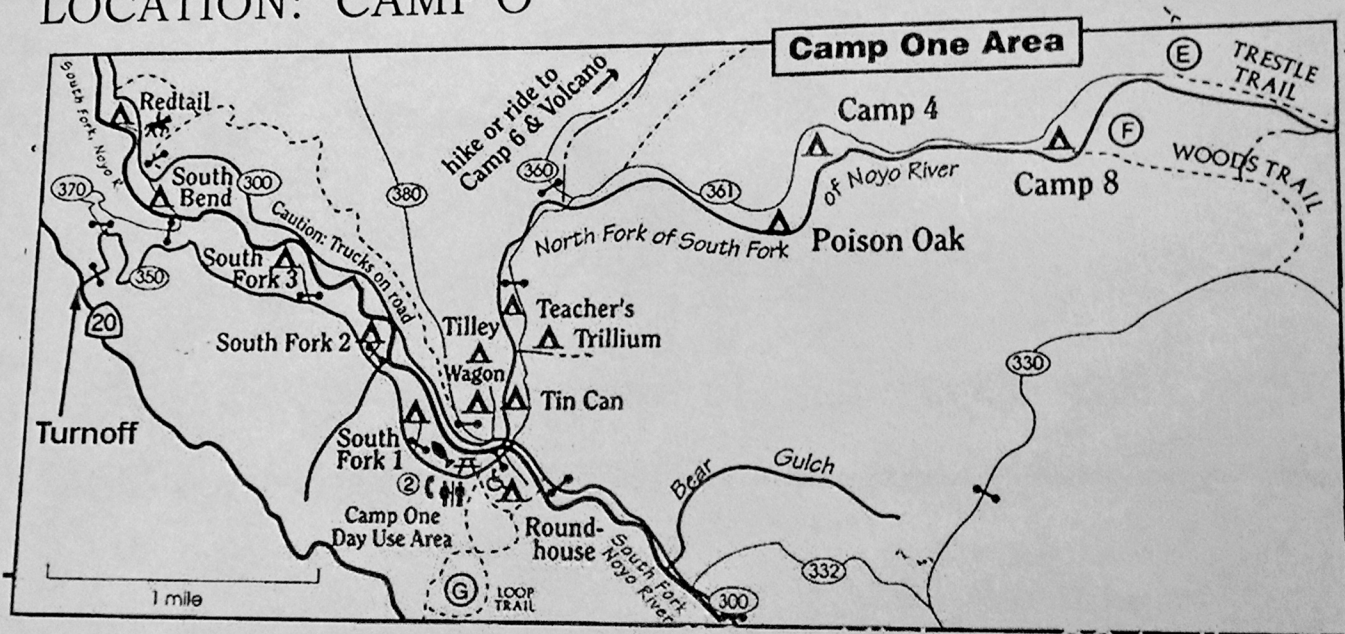 LOCATION: CAMP O
Camp One Area
South Fork, Noyo R.
Redtail
370
South
Bend
300
350
South
Fork 3
Caution: Trucks on road
380
hike or ride to
Camp 6 & Volcano
360
361
North Fork of South Fork
of Noyo River
Camp 4
Poison Oak
Camp 8
E
TRESTLE
TRAIL
F
WOODS TRAIL
20
Turnoff
South Fork 2
Tilley
Wagon
Teacher's
Trillium
Tin Can
South
Fork 1
2
Camp One
Day Use Area
Round-
house
South Fork
Noyo River
G
LOOP
TRAIL
Bear Gulch
330
332
300
1 mile